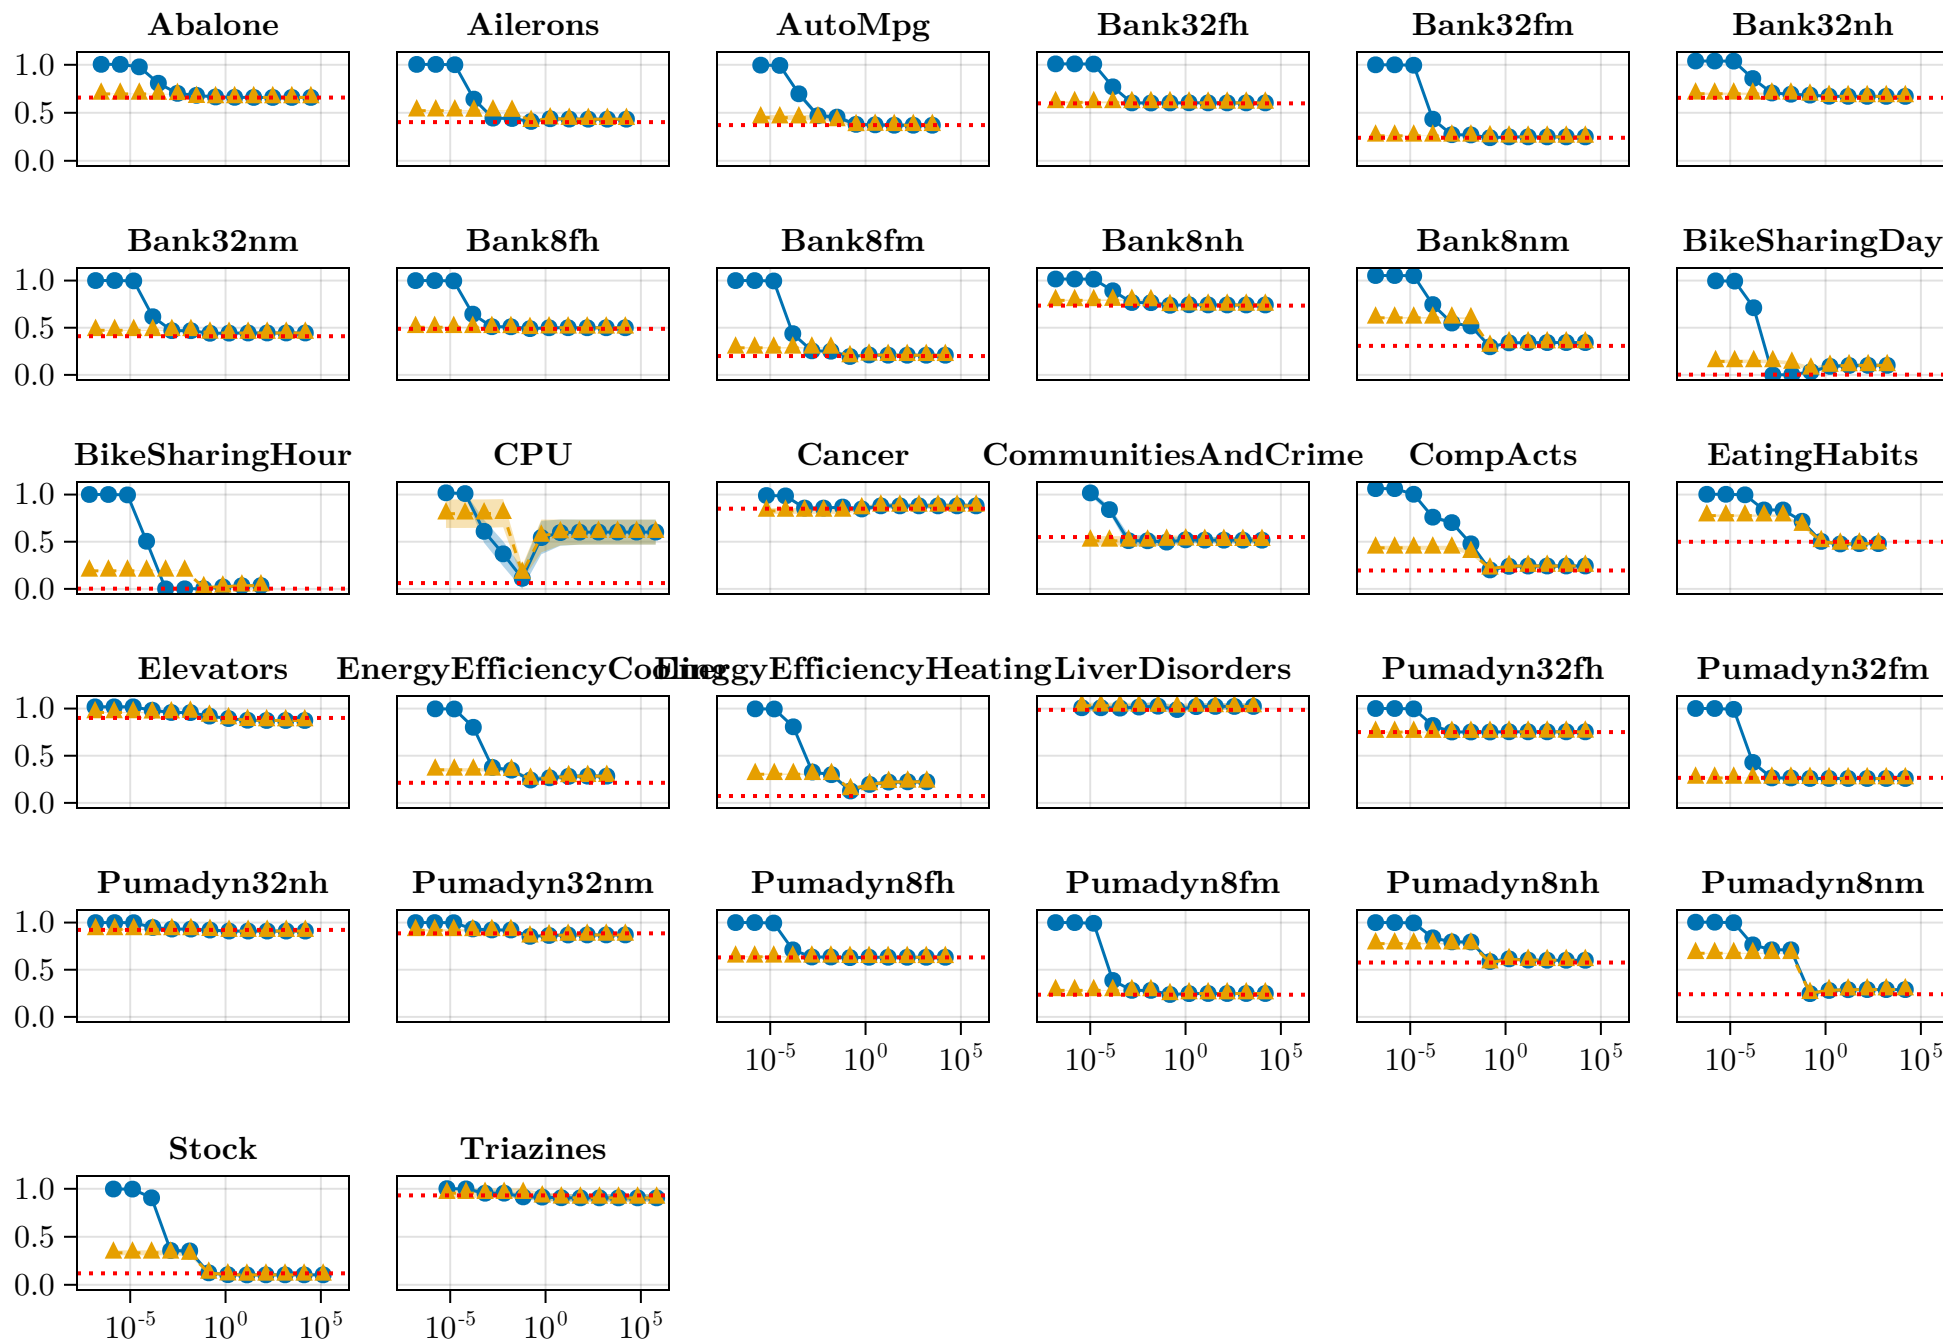 Abalone Ailerons AutoMpg Bank32fh Bank32fm Bank32nh
1.0
0.5
0.0
Bank32nm Bank8fh Bank8fm Bank8nh Bank8nm BikeSharingDay
1.0
0.5
0.0
BikeSharingHour CPU Cancer CommunitiesAndCrime CompActs EatingHabits
1.0
0.5
0.0
Elevators EnergyEfficiencyCooling EnergyEfficiencyHeating LiverDisorders Pumadyn32fh Pumadyn32fm
1.0
0.5
0.0
Pumadyn32nh Pumadyn32nm Pumadyn8fh Pumadyn8fm Pumadyn8nh Pumadyn8nm
1.0
0.5
0.0
10^-5 10^0 10^5 10^-5 10^0 10^5 10^-5 10^0 10^5 10^-5 10^0 10^5
Stock Triazines
1.0
0.5
0.0
10^-5 10^0 10^5 10^-5 10^0 10^5